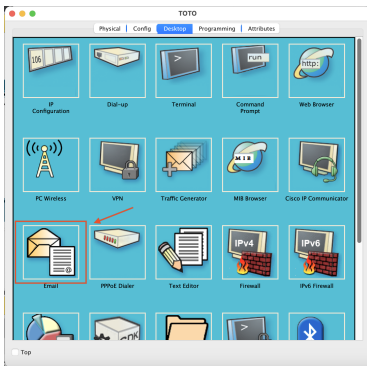 TOTO
Physical Config Desktop Programming Attributes
106
>
run
http:
IP
Configuration
Dial-up
Terminal
Command
Prompt
Web Browser
MIB
PC Wireless
VPN
Traffic Generator
MIB Browser
Cisco IP Communicator
@
IPv4
IPv6
Email
PPPoE Dialer
Text Editor
Firewall
IPv6 Firewall
>
Top